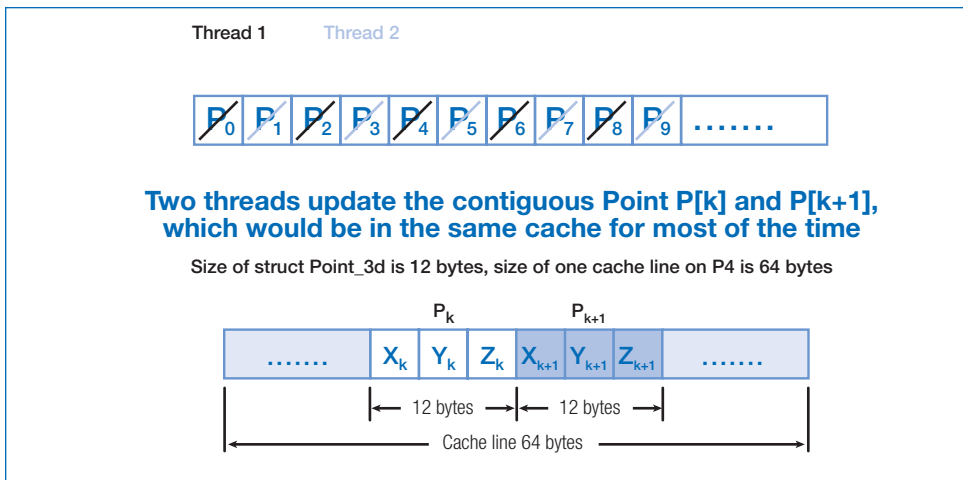 Thread 1 Thread 2
P0 P1 P2 P3 P4 P5 P6 P7 P8 P9 .......
Two threads update the contiguous Point P[k] and P[k+1],
which would be in the same cache for most of the time
Size of struct Point_3d is 12 bytes, size of one cache line on P4 is 64 bytes
Pk Pk+1
....... Xk Yk Zk Xk+1 Yk+1 Zk+1 .......
12 bytes 12 bytes
Cache line 64 bytes